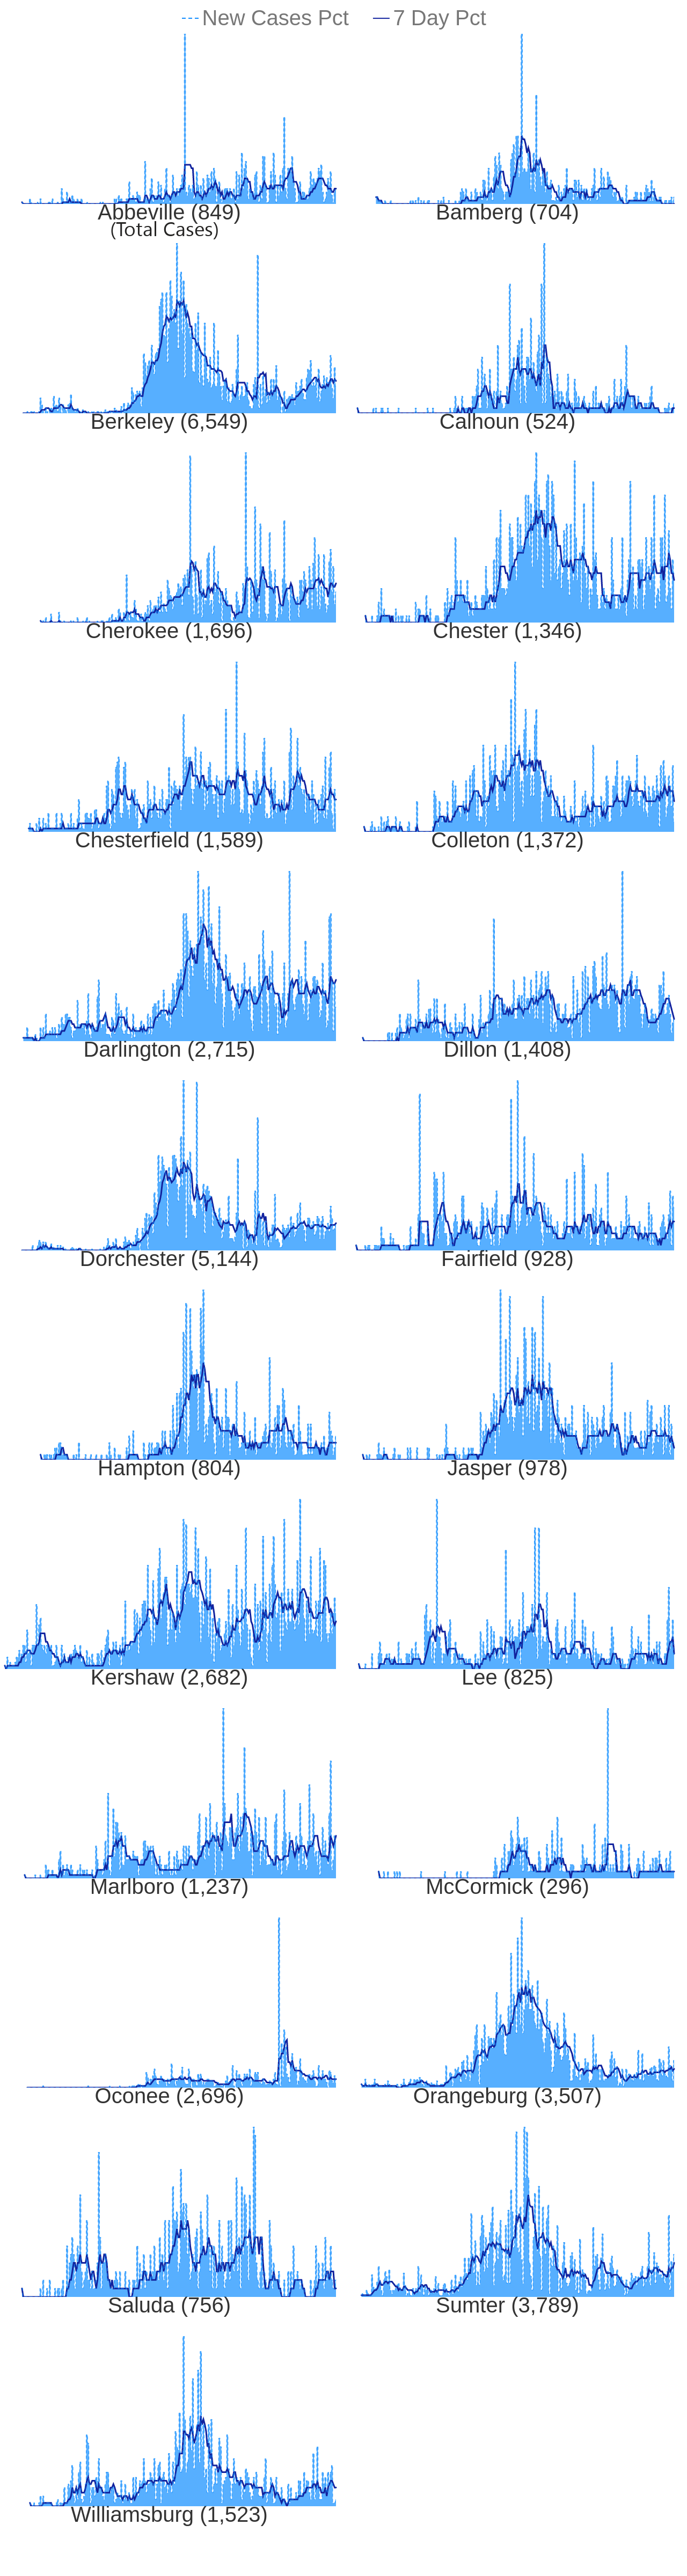 New Cases Pct 7 Day Pct
Abbeville (849) Bamberg (704)
(Total Cases)
Berkeley (6,549) Calhoun (524)
Cherokee (1,696) Chester (1,346)
Chesterfield (1,589) Colleton (1,372)
Darlington (2,715) Dillon (1,408)
Dorchester (5,144) Fairfield (928)
Hampton (804) Jasper (978)
Kershaw (2,682) Lee (825)
Marlboro (1,237) McCormick (296)
Oconee (2,696) Orangeburg (3,507)
Saluda (756) Sumter (3,789)
Williamsburg (1,523)